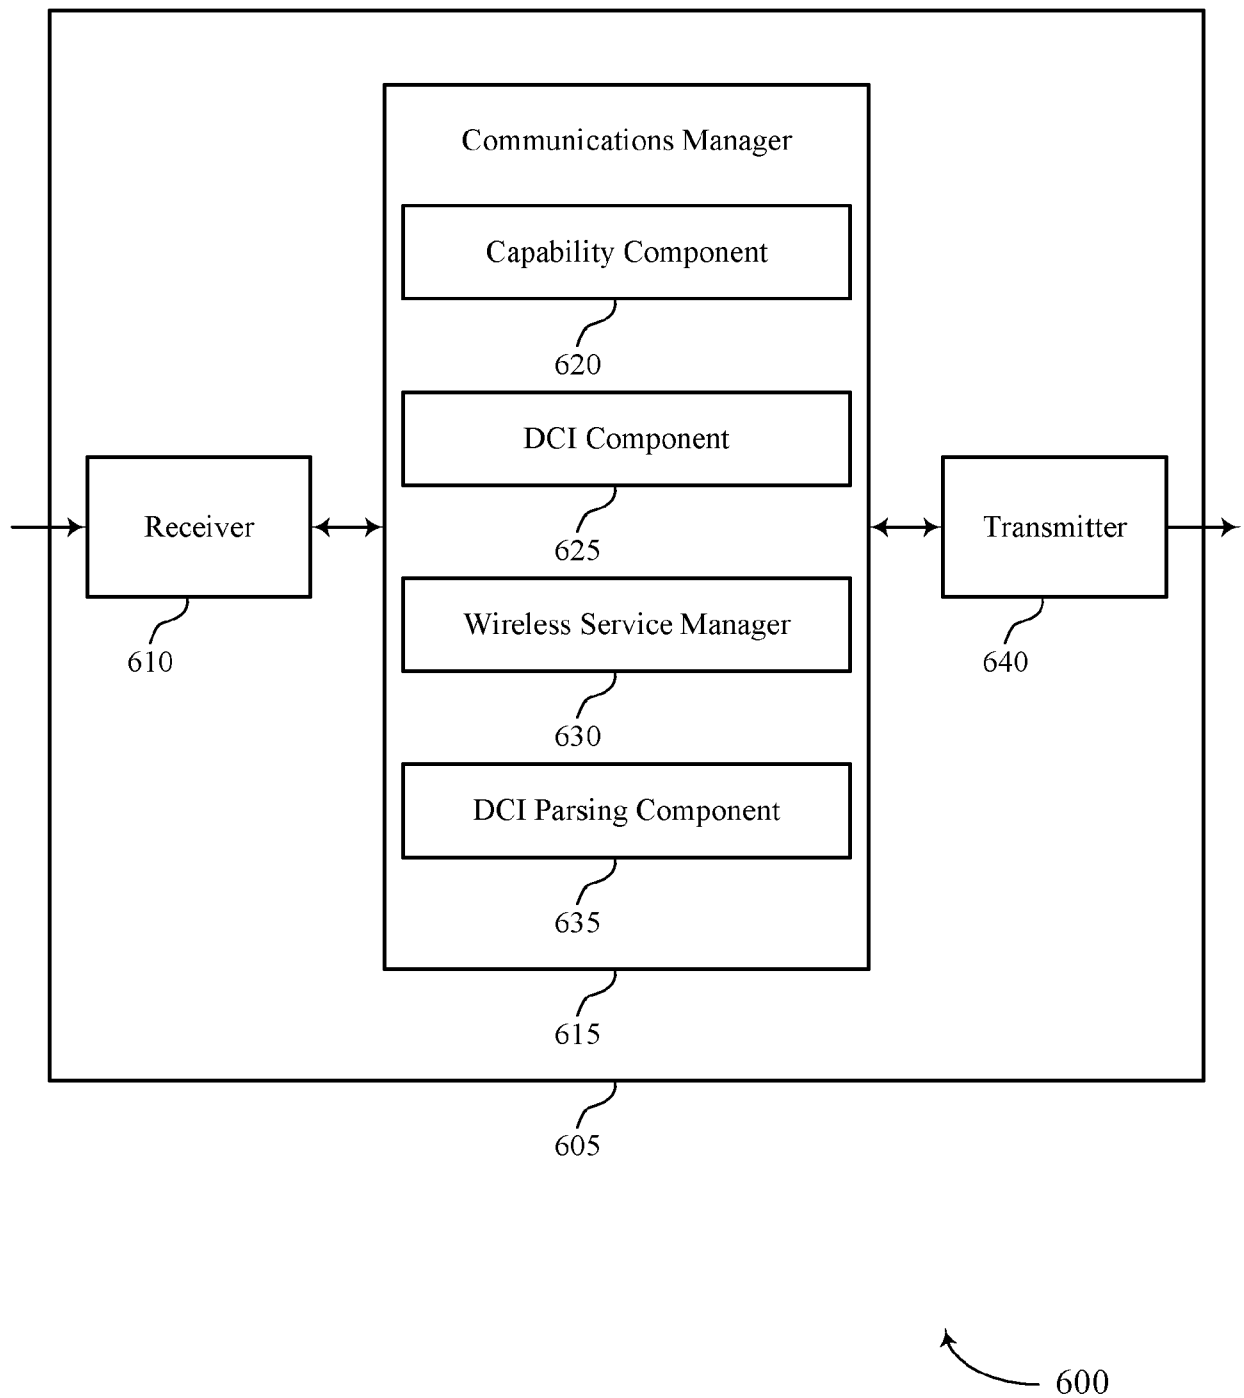 Communications Manager
Capability Component
620
DCI Component
625
Receiver
610
Wireless Service Manager
630
DCI Parsing Component
635
615
605
Transmitter
640
600